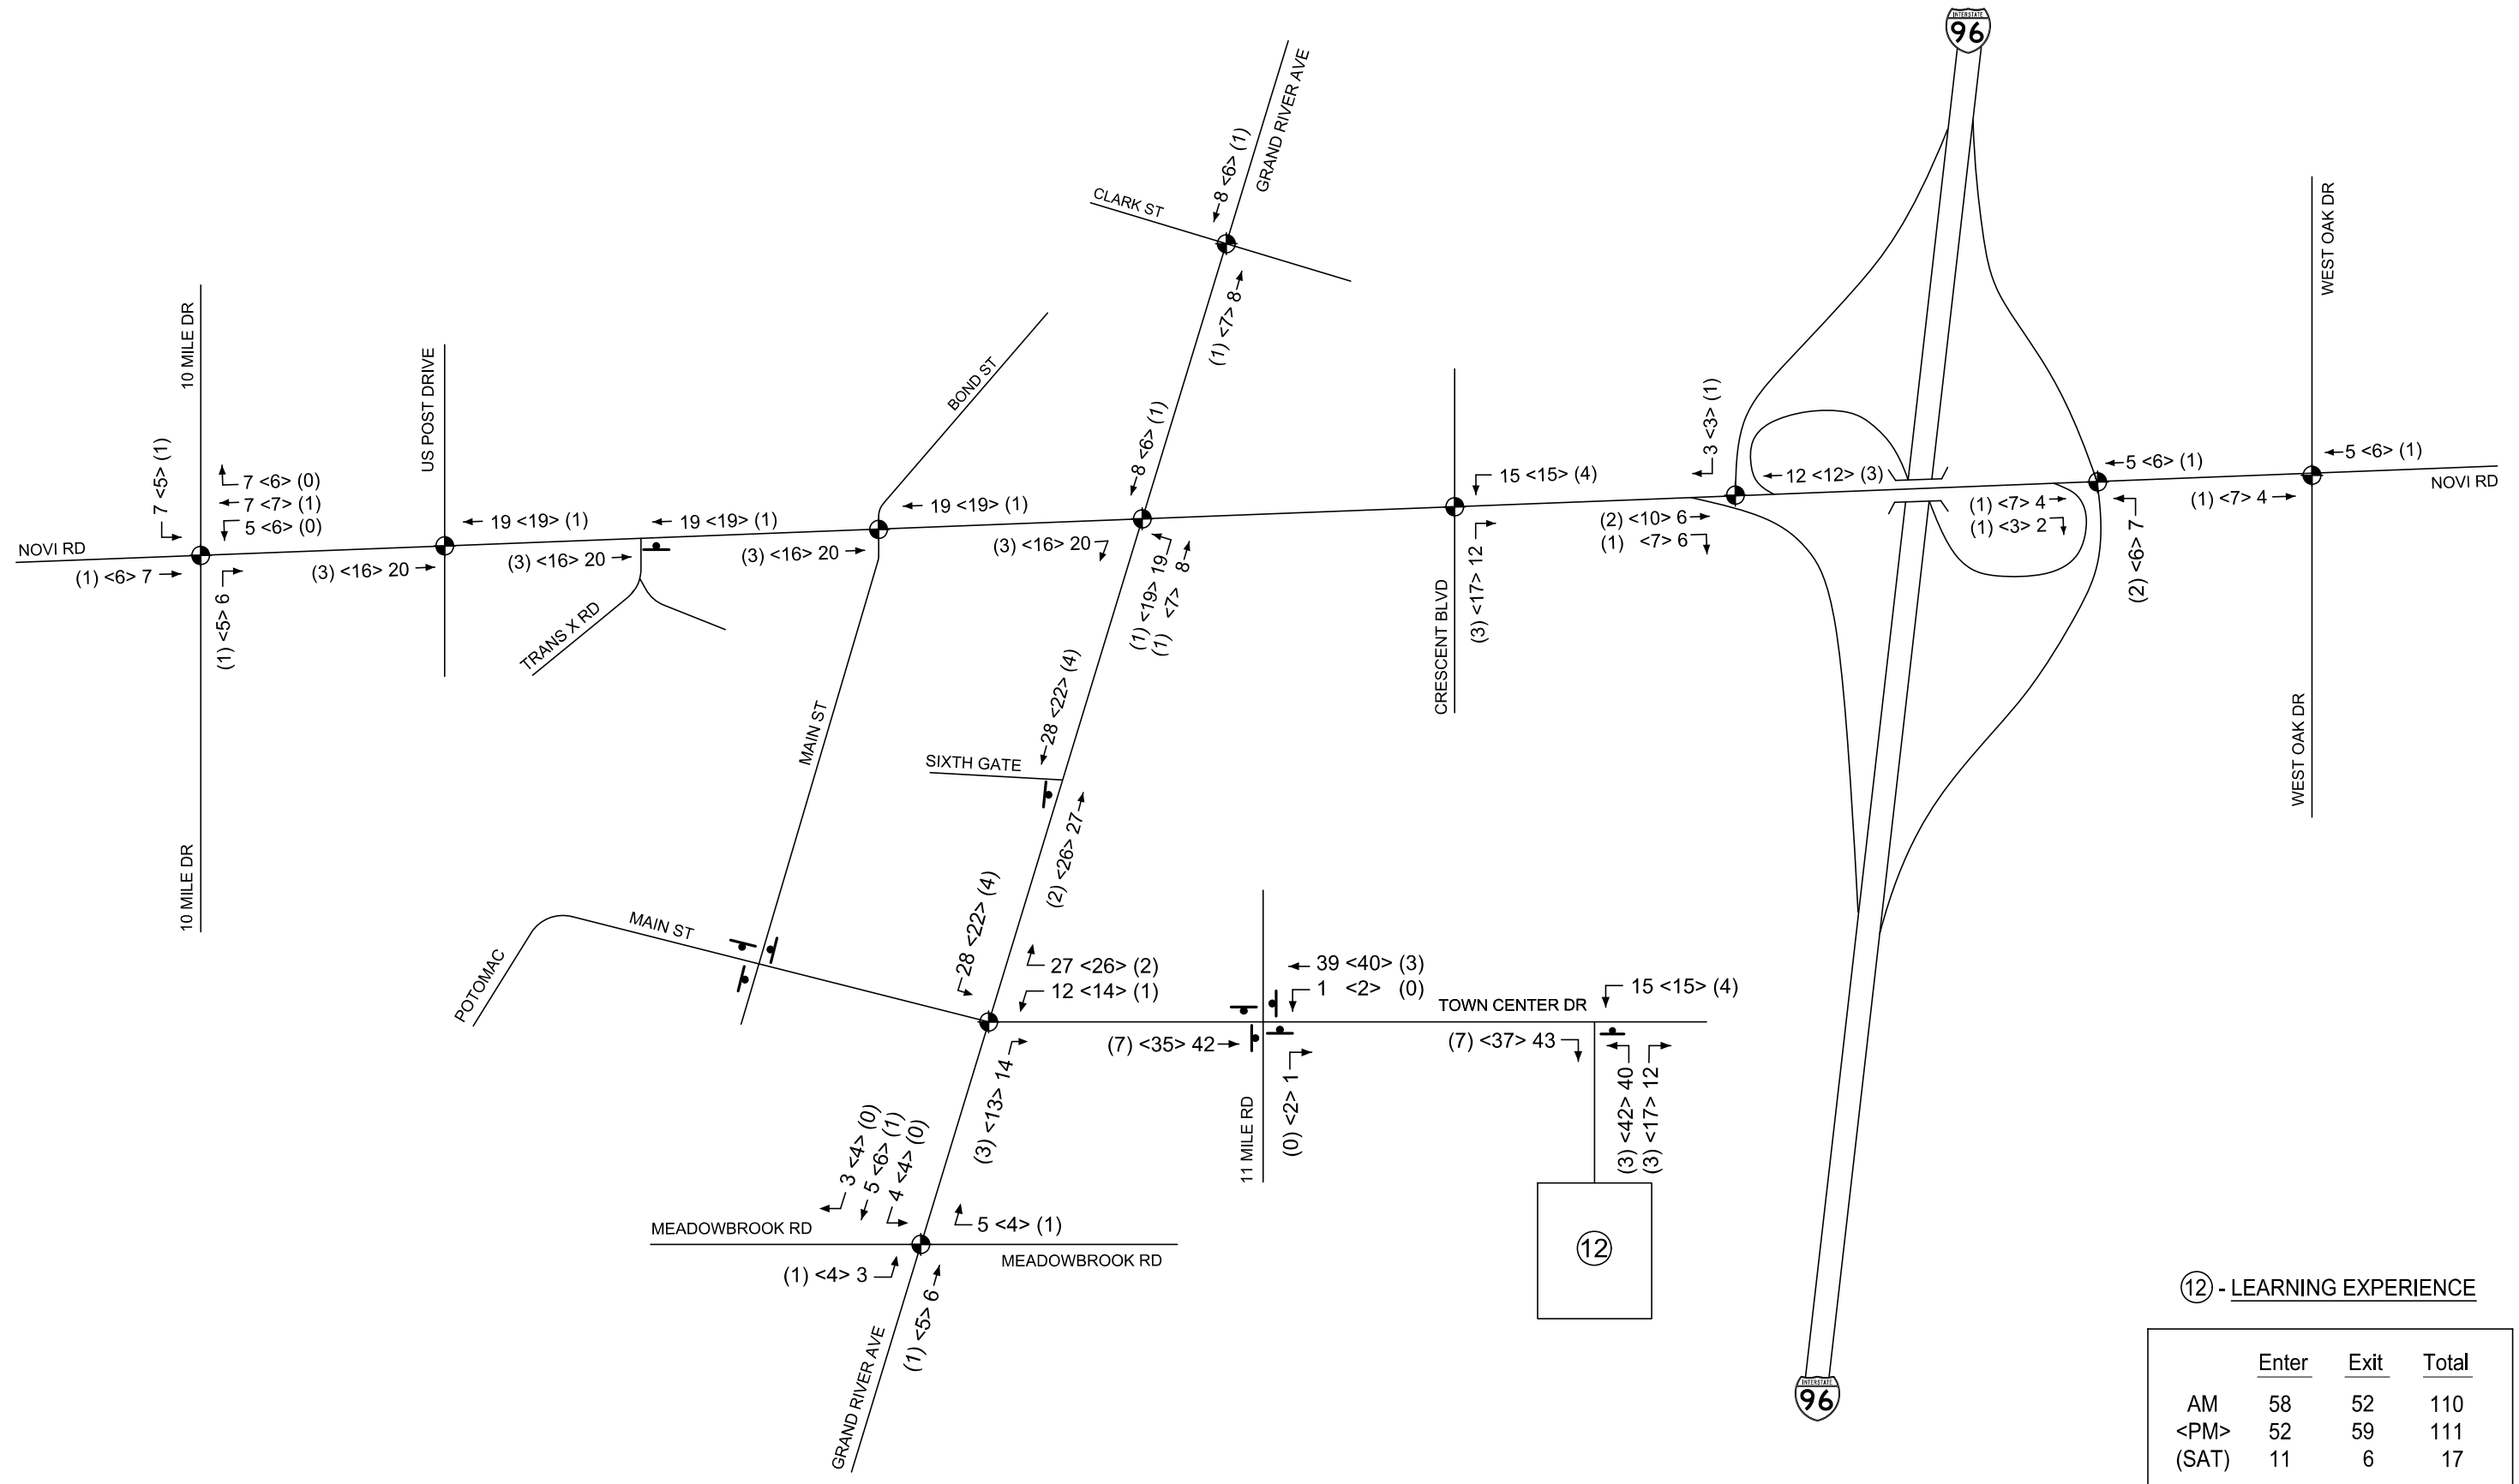 INTERSTATE
96
GRAND RIVER AVE
8 <6> (1)
CLARK ST
(1) <7> 8
WEST OAK DR
10 MILE DR
US POST DRIVE
BOND ST
8 <6> (1)
3 <3> (1)
7 <5> (1)
7 <6> (0)
7 <7> (1)
5 <6> (0)
19 <19> (1)
19 <19> (1)
19 <19> (1)
15 <15> (4)
12 <12> (3)
5 <6> (1)
5 <6> (1)
NOVI RD
NOVI RD
(1) <6> 7
(1) <5> 6
(3) <16> 20
(3) <16> 20
(3) <16> 20
(3) <16> 20
(1) <19> 19
(1) <7> 8
(3) <17> 12
(2) <10> 6
(1) <7> 6
(1) <7> 4
(1) <3> 2
(2) <6> 7
(1) <7> 4
TRANS X RD
CRESCENT BLVD
MAIN ST
28 <22> (4)
SIXTH GATE
WEST OAK DR
10 MILE DR
(2) <26> 27
MAIN ST
POTOMAC
28 <22> (4)
27 <26> (2)
12 <14> (1)
39 <40> (3)
1 <2> (0)
TOWN CENTER DR
15 <15> (4)
(3) <13> 14
(7) <35> 42
(0) <2> 1
11 MILE RD
(7) <37> 43
(3) <42> 40
(3) <17> 12
3 <4> (0)
5 <6> (1)
4 <4> (0)
MEADOWBROOK RD
5 <4> (1)
MEADOWBROOK RD
(1) <4> 3
(1) <5> 6
GRAND RIVER AVE
12
INTERSTATE
96
12 - LEARNING EXPERIENCE
Enter Exit Total
AM 58 52 110
<PM> 52 59 111
(SAT) 11 6 17